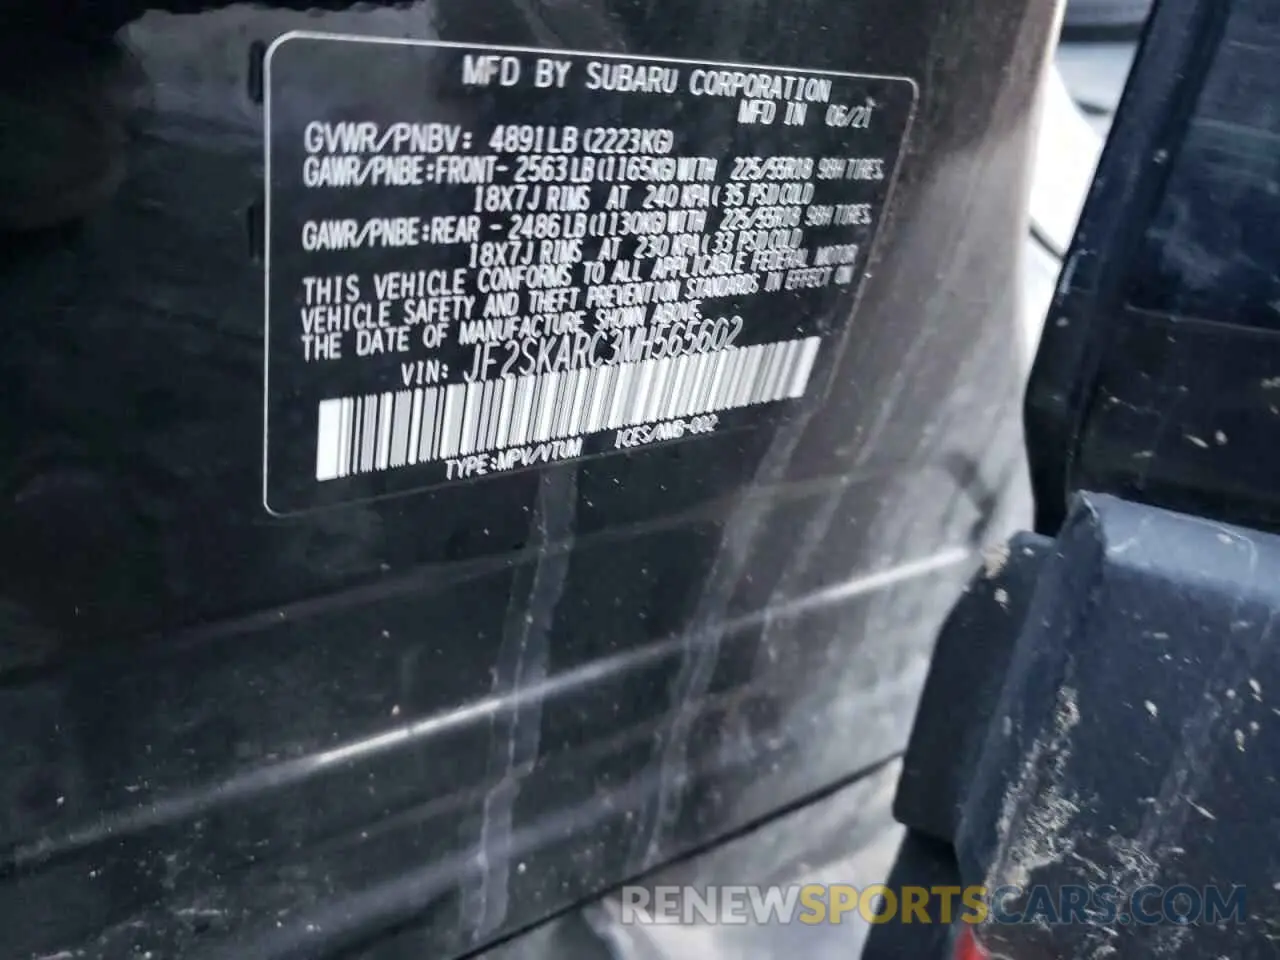 MFD BY SUBARU CORPORATION
MFD IN 06/21
GVWR/PNBV: 4891LB(2223KG)
GAWR/PNBE:FRONT- 2563LB(1165KG)WITH 225/55R18 98H TIRES,
18X7J RIMS AT 240 KPA( 35 PSI)COLD
GAWR/PNBE:REAR - 2486LB(1130KG)WITH 225/55R18 98H TIRES,
18X7J RIMS AT 230 KPA( 33 PSI)COLD
THIS VEHICLE CONFORMS TO ALL APPLICABLE FEDERAL MOTOR
VEHICLE SAFETY AND THEFT PREVENTION STANDARDS IN EFFECT ON
THE DATE OF MANUFACTURE SHOWN ABOVE.
VIN: JF2SKARC3MH565602
TYPE:MPV/VTUM ICES/NMB-002
RENEWSPORTSCARS.COM